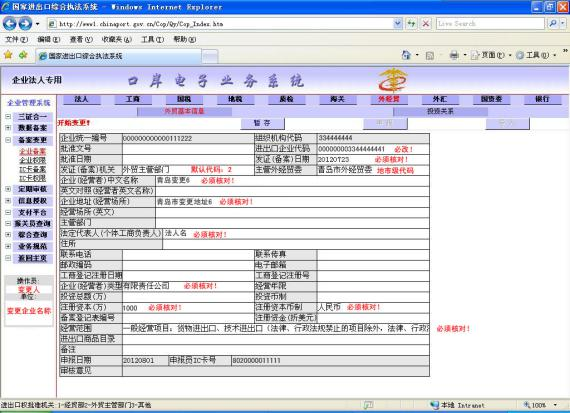 国家进出口综合执法系统 - Windows Internet Explorer
http://www1.chinaport.gov.cn/Cop/Qy/Cop_Index.htm
Live Search
文件(F) 编辑(E) 查看(V) 收藏夹(A) 工具(T) 帮助(H)
国家进出口综合执法系统
页面(P) 工具(O)
企业法人专用 口岸电子业务系统
企业管理系统
法人 工商 国税 地税 质检 海关 外经贸 外汇 国资委 银行
外贸基本信息 投资关系
三证合一
数据备案
备案变更
企业备案
企业权限
IC卡备案
IC卡权限
定期审核
信息授权
支付平台
报关员查询
综合查询
业务规范
返回主页
操作员:
变更人
单位:
变更企业名称
开始变更!
暂存
企业统一编号 0000000000000111222 组织机构代码 334444444
批准文号 进出口企业代码 00000000334444441 必改!
批准日期 发证(备案)日期 20120723 必须核对!
发证(备案)机关 外贸主管部门 默认代码:2 主管外经贸委 青岛市外经贸委 地市级代码
企业(经营者)中文名称 青岛变更6 必须核对!
英文对照(经营者英文名称)
企业地址(经营场所) 青岛市变更地址6 必须核对!
经营场所(英文)
主管部门
法定代表人(个体工商负责人) 法人名 必须核对!
住所
联系电话 联系传真
邮政编码 电子邮箱
工商登记注册日期 工商登记注册号
企业(经营者)类型 有限责任公司 必须核对! 经营年限
投资总额(万) 投资币制
注册资本(万) 1000 必须核对! 注册资本币制 人民币 必须核对!
备案登记表编号 注册资金(折美元)
经营范围 一般经营项目:货物进出口、技术进出口(法律、行政法规禁止的项目除外,法律、行政 必须核对!
进出口商品目录
备注
申报日期 20120801 申报员IC卡号 8020000011111
审核意见
进出口权批准机关:1-经贸部2-外贸主管部门3-其他
本地 Intranet
100%